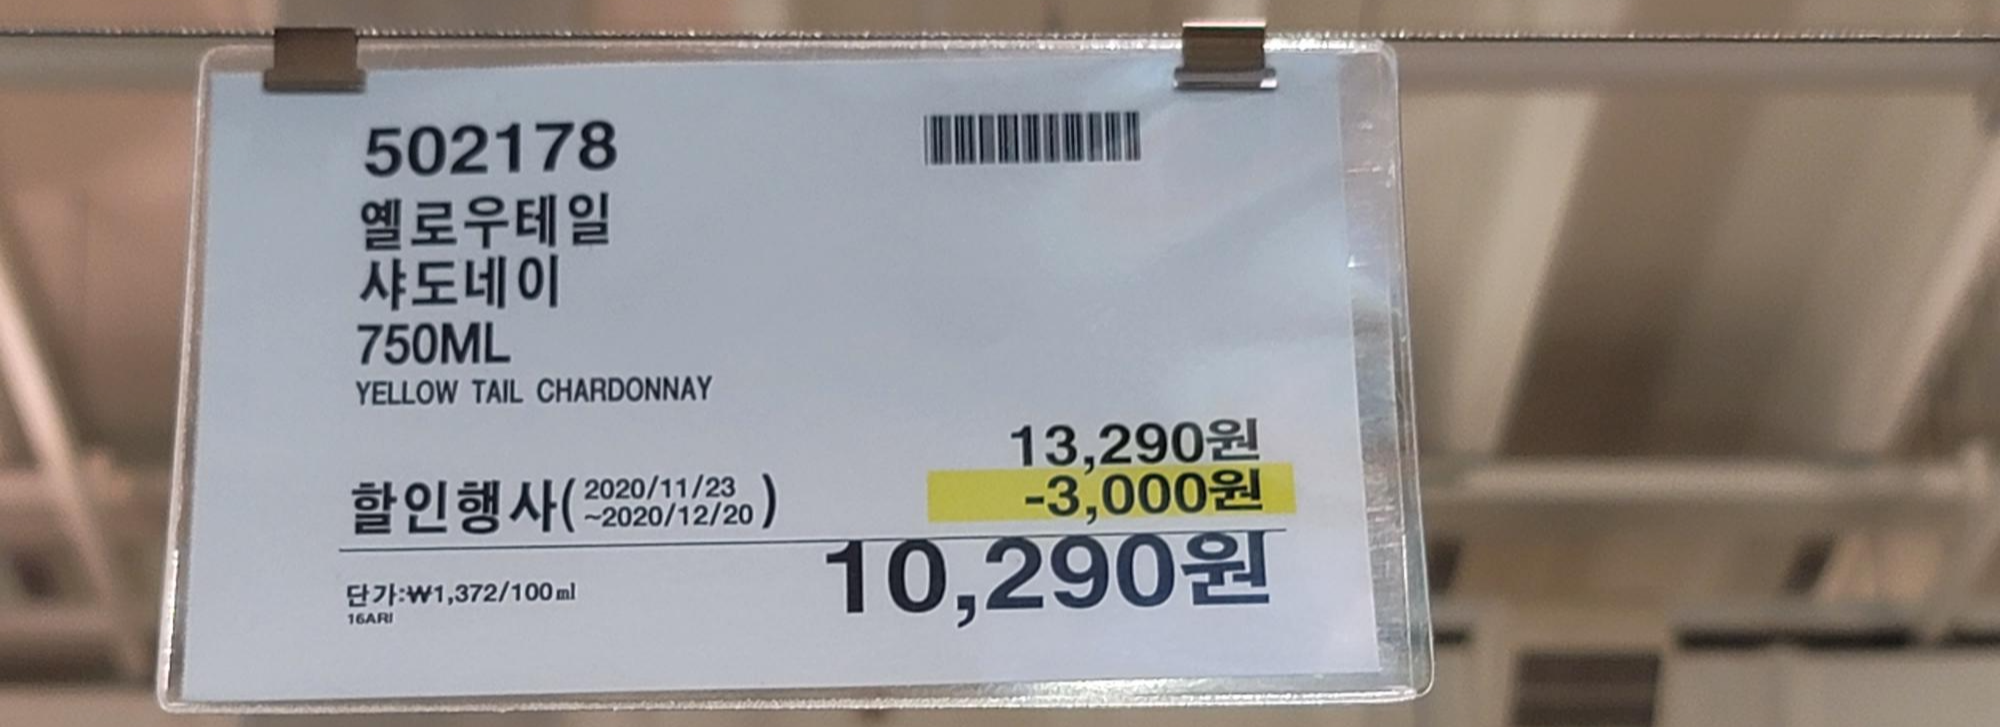 502178
옐로우테일
샤도네이
750ML
YELLOW TAIL CHARDONNAY
13,290원
할인행사(2020/11/23
~2020/12/20)
-3,000원
10,290원
단가:₩1,372/100㎖
16ARI